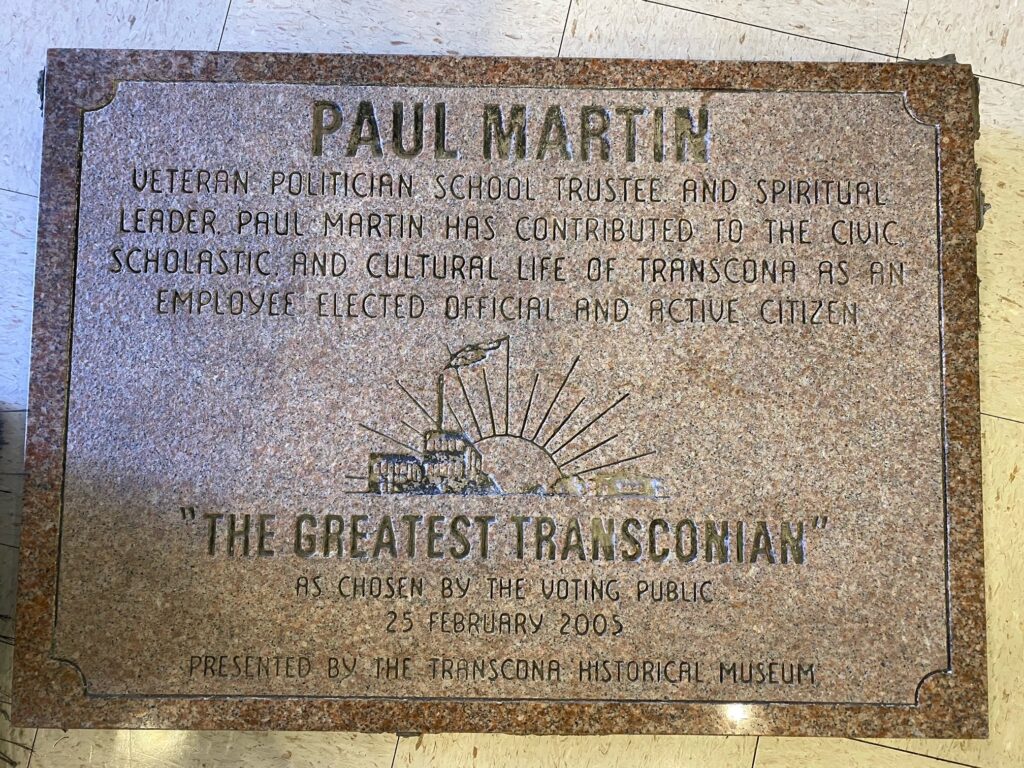 PAUL MARTIN
VETERAN POLITICIAN, SCHOOL TRUSTEE, AND SPIRITUAL
LEADER, PAUL MARTIN HAS CONTRIBUTED TO THE CIVIC,
SCHOLASTIC, AND CULTURAL LIFE OF TRANSCONA AS AN
EMPLOYEE, ELECTED OFFICIAL AND ACTIVE CITIZEN.
"THE GREATEST TRANSCONIAN"
AS CHOSEN BY THE VOTING PUBLIC
25 FEBRUARY 2005
PRESENTED BY THE TRANSCONA HISTORICAL MUSEUM